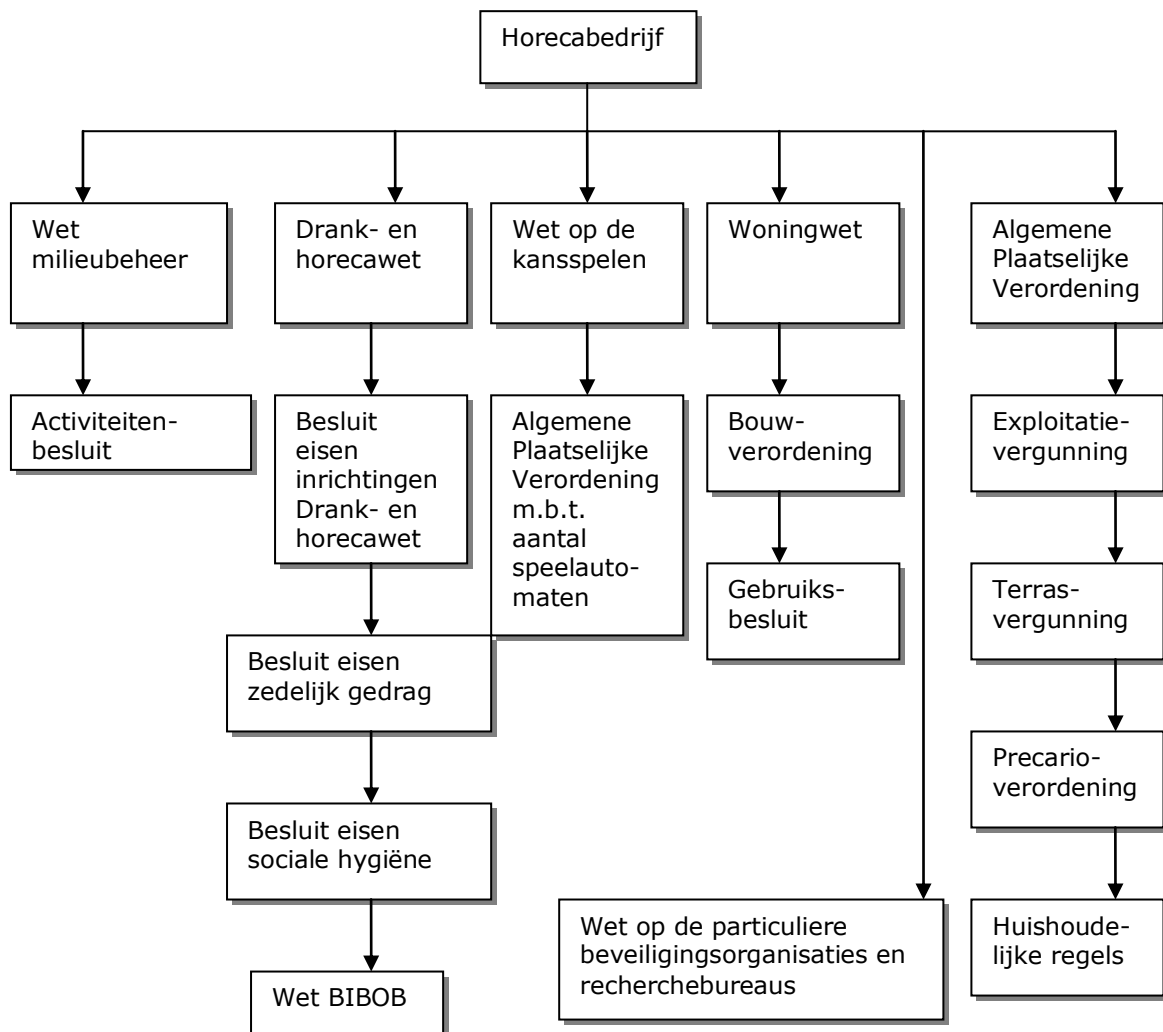 Horecabedrijf
Wet
milieubeheer
Drank- en
horecawet
Wet op de
kansspelen
Woningwet
Algemene
Plaatselijke
Verordening
Activiteiten-
besluit
Besluit
eisen
inrichtingen
Drank- en
horecawet
Algemene
Plaatselijke
Verordening
m.b.t.
aantal
speelauto-
maten
Bouw-
verordening
Exploitatie-
vergunning
Gebruiks-
besluit
Terras-
vergunning
Besluit eisen
zedelijk gedrag
Precario-
verordening
Besluit eisen
sociale hygiëne
Wet op de particuliere
beveiligingsorganisaties en
recherchebureaus
Huishoude-
lijke regels
Wet BIBOB